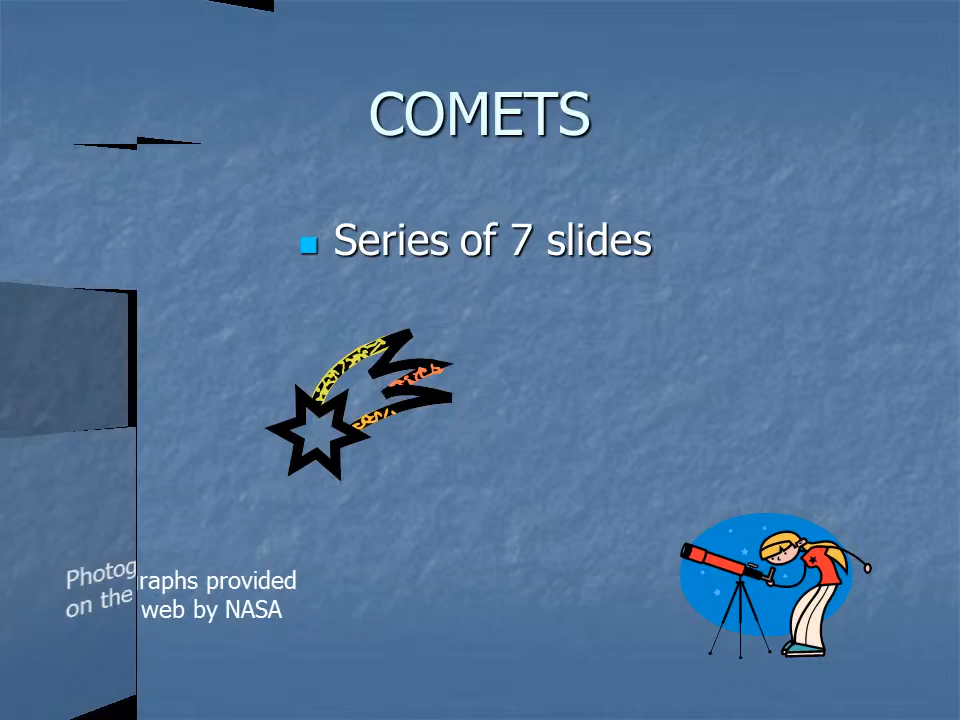 COMETS
Series of 7 slides
Photographs provided
on the web by NASA